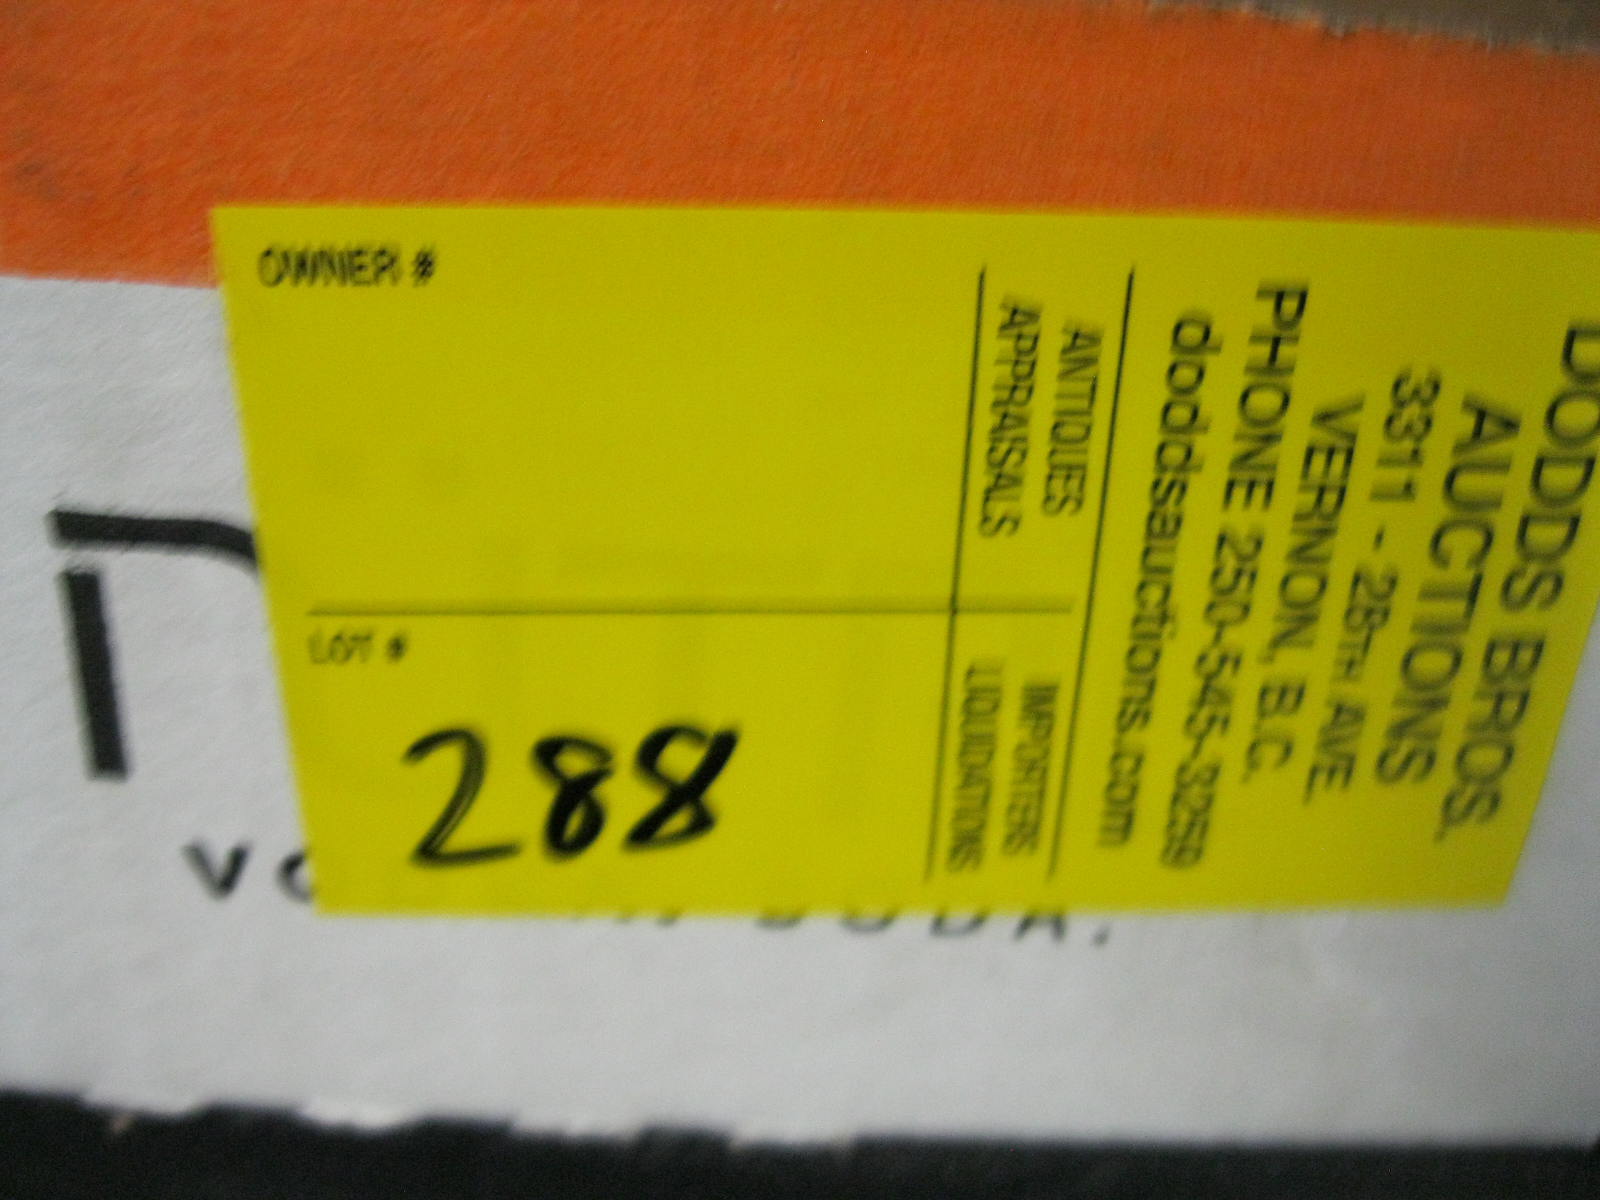 OWNER #
LOT #
288
DODDS BROS.
AUCTIONS
3311 - 28TH AVE
VERNON, B.C.
PHONE 250-545-3259
doddsauctions.com
ANTIQUES
APPRAISALS
IMPORTERS
LIQUIDATIONS
SODA.